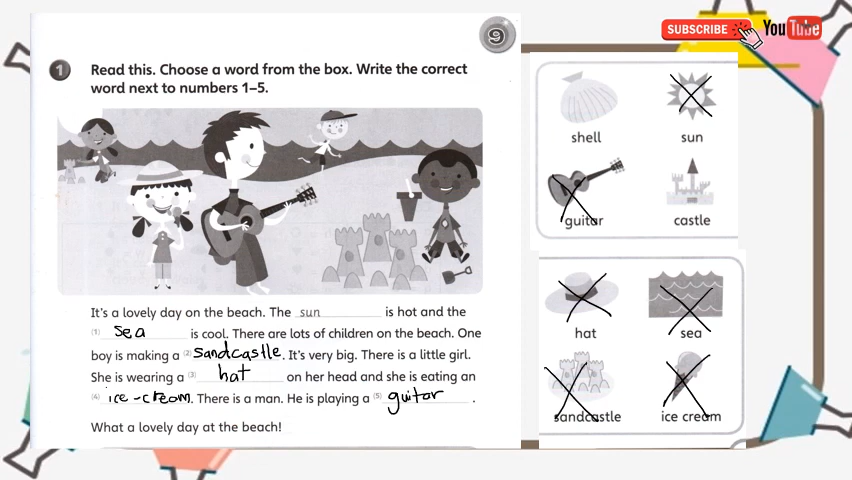 9
SUBSCRIBE
YouTube
1 Read this. Choose a word from the box. Write the correct
word next to numbers 1–5.
It's a lovely day on the beach. The sun is hot and the
(1) sea is cool. There are lots of children on the beach. One
boy is making a (2) sandcastle. It's very big. There is a little girl.
She is wearing a (3) hat on her head and she is eating an
(4) ice-cream. There is a man. He is playing a (5) guitar.
What a lovely day at the beach!
shell sun
guitar castle
hat sea
sandcastle ice cream